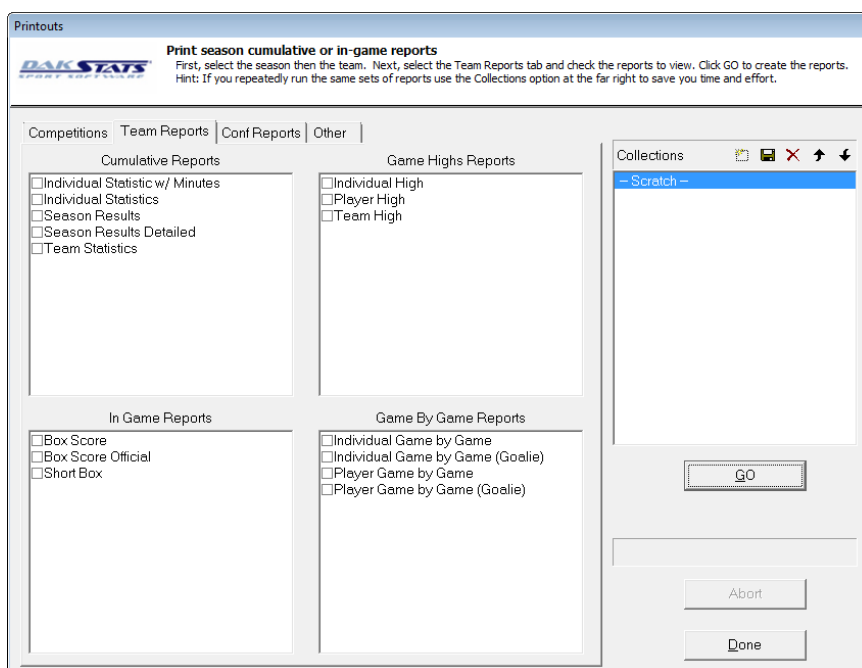 Printouts
DAKSTATS
SPORT SOFTWARE
Print season cumulative or in-game reports
First, select the season then the team. Next, select the Team Reports tab and check the reports to view. Click GO to create the reports.
Hint: If you repeatedly run the same sets of reports use the Collections option at the far right to save you time and effort.
Competitions Team Reports Conf Reports Other
Cumulative Reports
Individual Statistic w/ Minutes
Individual Statistics
Season Results
Season Results Detailed
Team Statistics
Game Highs Reports
Individual High
Player High
Team High
In Game Reports
Box Score
Box Score Official
Short Box
Game By Game Reports
Individual Game by Game
Individual Game by Game (Goalie)
Player Game by Game
Player Game by Game (Goalie)
Collections
-- Scratch --
GO
Abort
Done